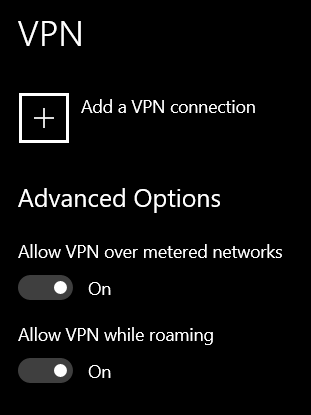 VPN
Add a VPN connection
Advanced Options
Allow VPN over metered networks
On
Allow VPN while roaming
On